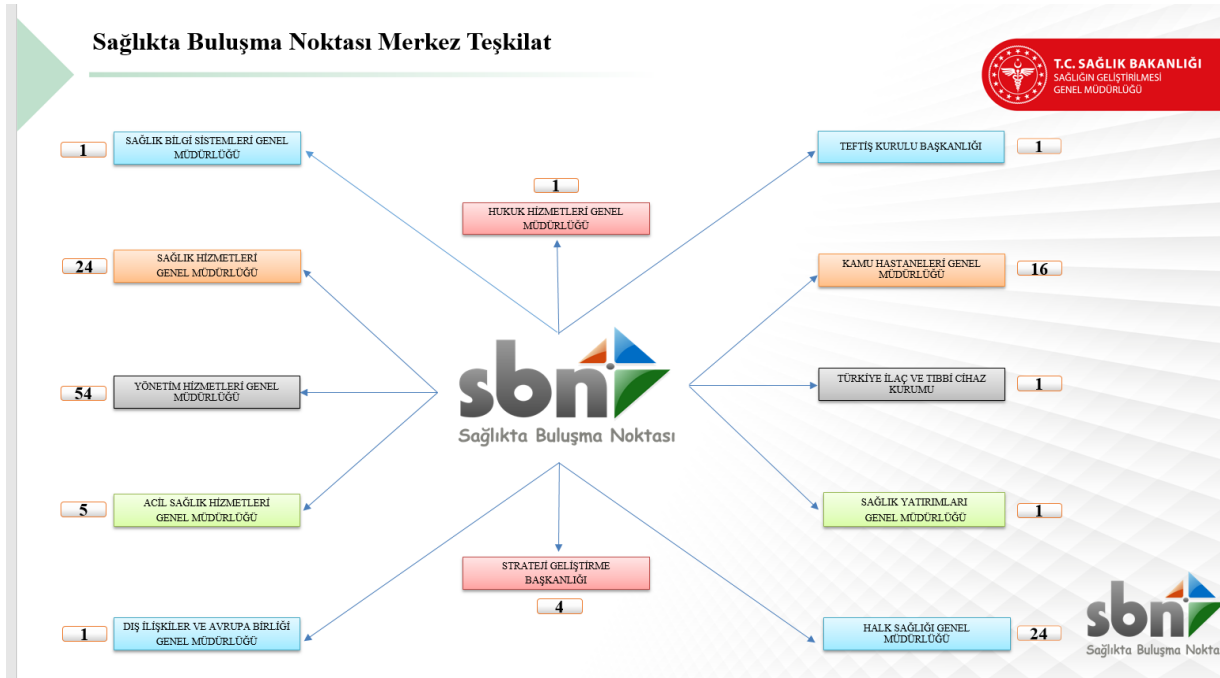 Sağlıkta Buluşma Noktası Merkez Teşkilat
T.C. SAĞLIK BAKANLIĞI
SAĞLIĞIN GELİŞTİRİLMESİ
GENEL MÜDÜRLÜĞÜ
1
SAĞLIK BİLGİ SİSTEMLERİ GENEL
MÜDÜRLÜĞÜ
TEFTİŞ KURULU BAŞKANLIĞI
1
1
HUKUK HİZMETLERİ GENEL
MÜDÜRLÜĞÜ
24
SAĞLIK HİZMETLERİ
GENEL MÜDÜRLÜĞÜ
KAMU HASTANELERİ GENEL
MÜDÜRLÜĞÜ
16
54
YÖNETİM HİZMETLERİ GENEL
MÜDÜRLÜĞÜ
sbn
Sağlıkta Buluşma Noktası
TÜRKİYE İLAÇ VE TIBBİ CİHAZ
KURUMU
1
5
ACİL SAĞLIK HİZMETLERİ
GENEL MÜDÜRLÜĞÜ
SAĞLIK YATIRIMLARI
GENEL MÜDÜRLÜĞÜ
1
STRATEJİ GELİŞTİRME
BAŞKANLIĞI
4
1
DIŞ İLİŞKİLER VE AVRUPA BİRLİĞİ
GENEL MÜDÜRLÜĞÜ
HALK SAĞLIĞI GENEL
MÜDÜRLÜĞÜ
24
sbn
Sağlıkta Buluşma Nokta